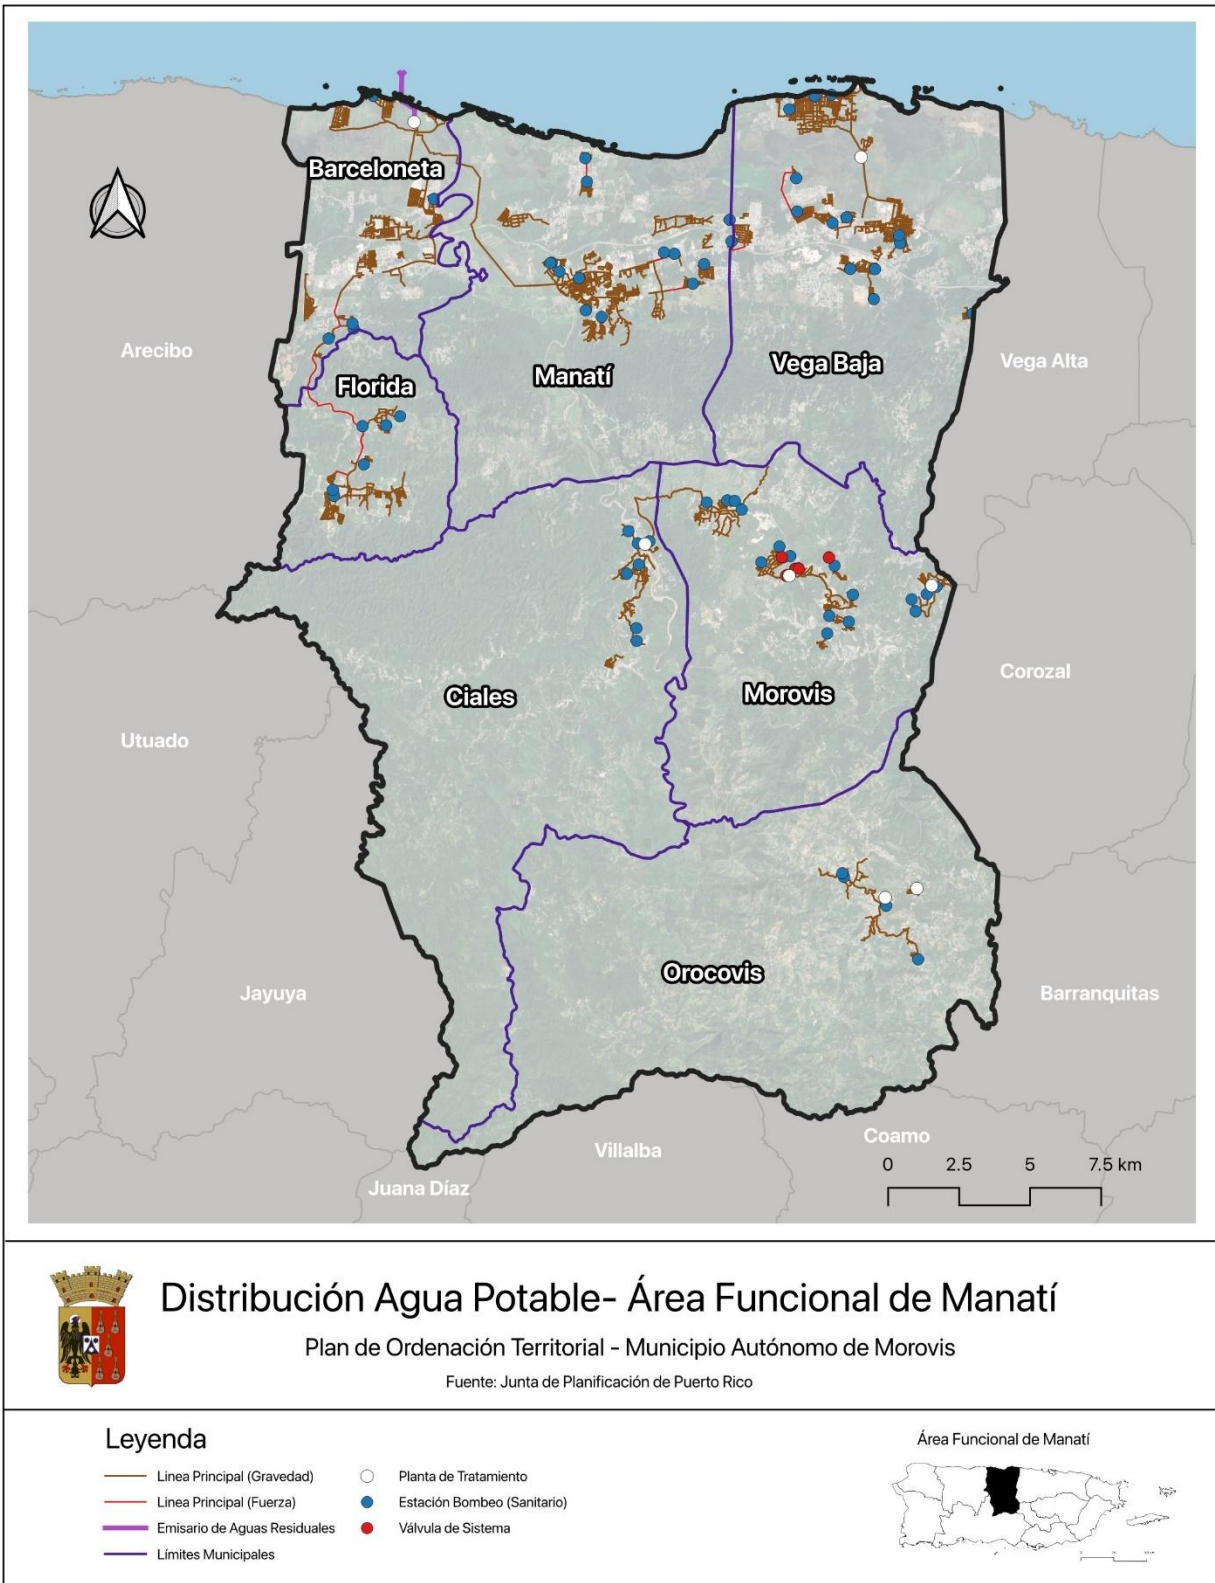 Barceloneta
Arecibo
Florida
Manatí
Vega Baja
Vega Alta
Ciales
Morovis
Corozal
Utuado
Orocovis
Jayuya
Barranquitas
Villalba
Coamo
Juana Díaz
0 2.5 5 7.5 km
Distribución Agua Potable- Área Funcional de Manatí
Plan de Ordenación Territorial - Municipio Autónomo de Morovis
Fuente: Junta de Planificación de Puerto Rico
Leyenda
Linea Principal (Gravedad)
Linea Principal (Fuerza)
Emisario de Aguas Residuales
Límites Municipales
Planta de Tratamiento
Estación Bombeo (Sanitario)
Válvula de Sistema
Área Funcional de Manatí